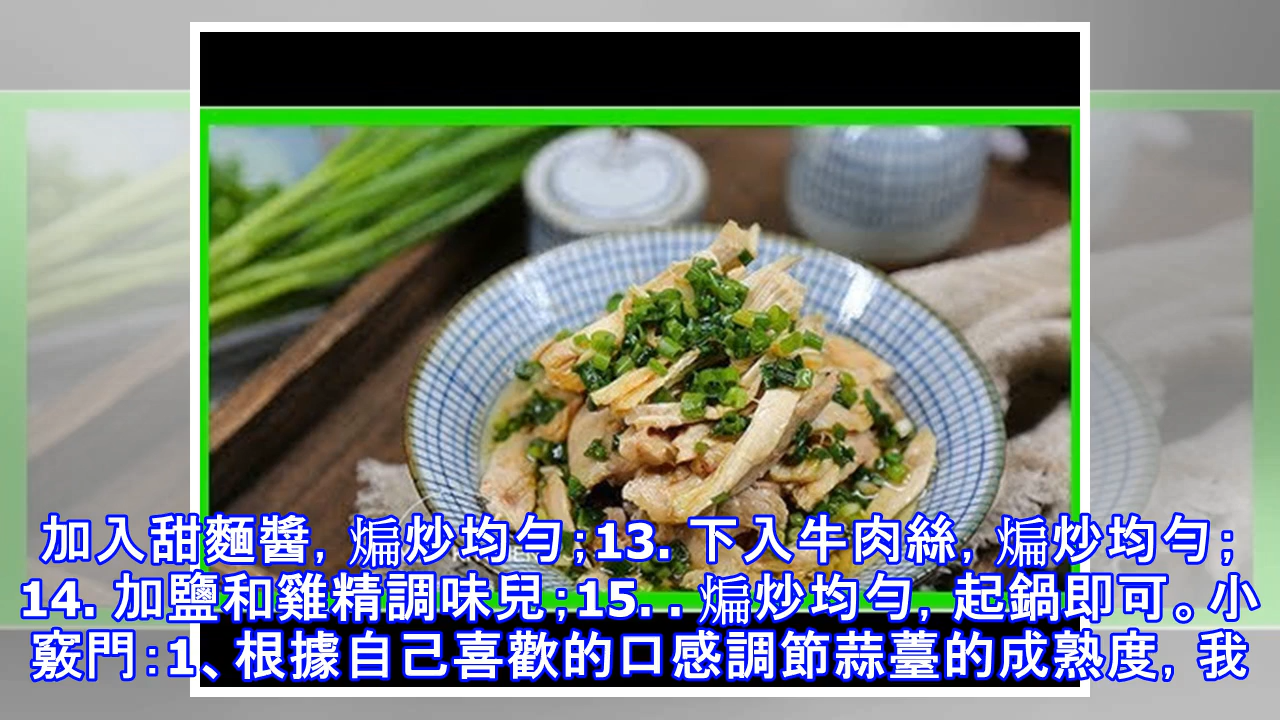 加入甜麵醬, 煸炒均勻;13. 下入牛肉絲, 煸炒均勻;
14. 加鹽和雞精調味兒;15. . 煸炒均勻, 起鍋即可。小
竅門:1、根據自己喜歡的口感調節蒜薹的成熟度, 我